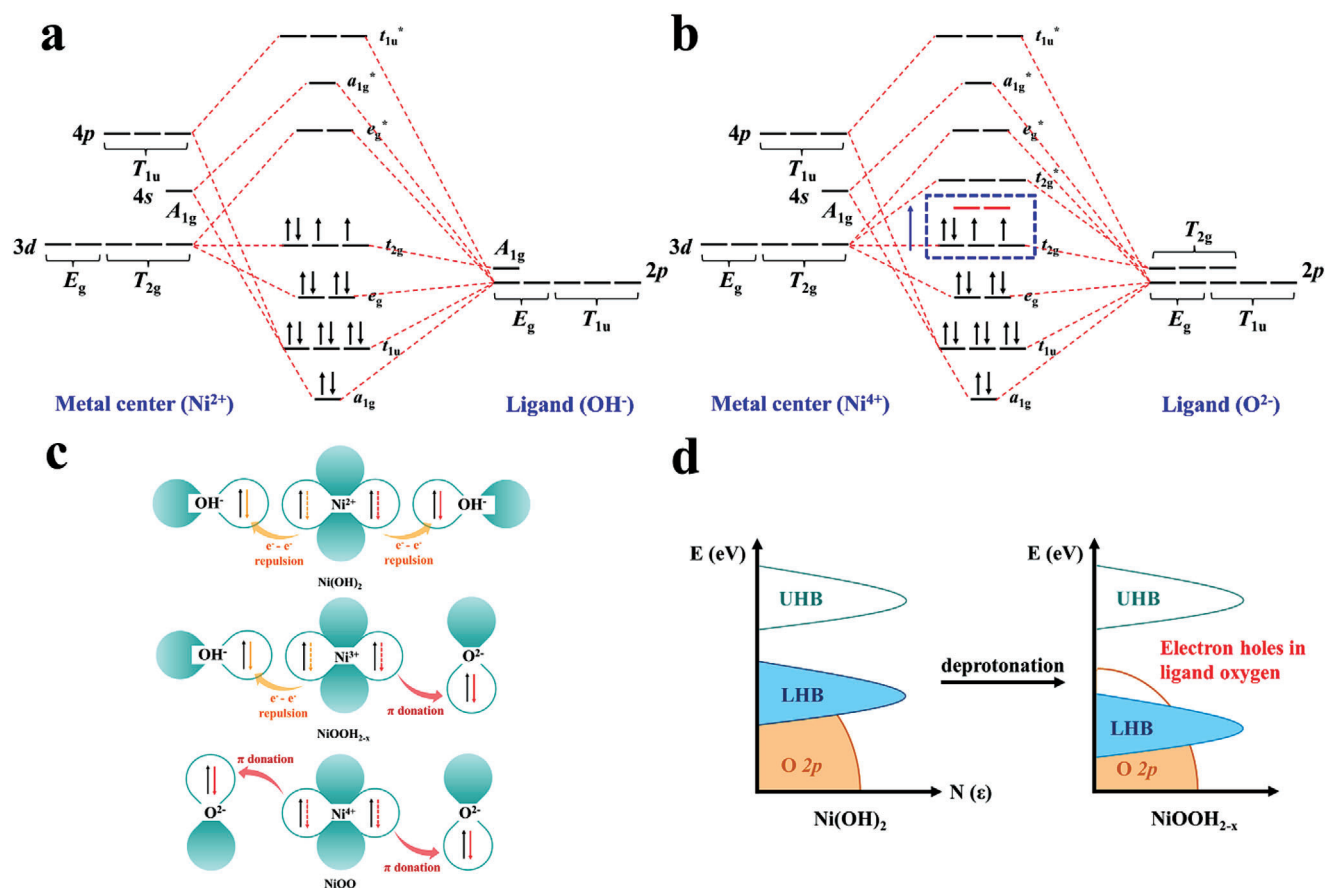 a
t1u*
a1g*
eg*
4p
T1u
4s
A1g
3d
Eg
T2g
t2g
A1g
2p
Eg
T1u
eg
t1u
a1g
Metal center (Ni2+)
Ligand (OH-)
b
t1u*
a1g*
eg*
t2g*
4p
T1u
4s
A1g
3d
Eg
T2g
t2g
T2g
2p
Eg
T1u
eg
t1u
a1g
Metal center (Ni4+)
Ligand (O2-)
c
OH-
Ni2+
OH-
e- - e-
repulsion
e- - e-
repulsion
Ni(OH)2
OH-
Ni3+
O2-
e- - e-
repulsion
π donation
NiOOH2-x
π donation
O2-
Ni4+
O2-
π donation
NiOO
d
E (eV)
UHB
LHB
O 2p
N (ε)
Ni(OH)2
deprotonation
E (eV)
UHB
Electron holes in
ligand oxygen
LHB
O 2p
NiOOH2-x